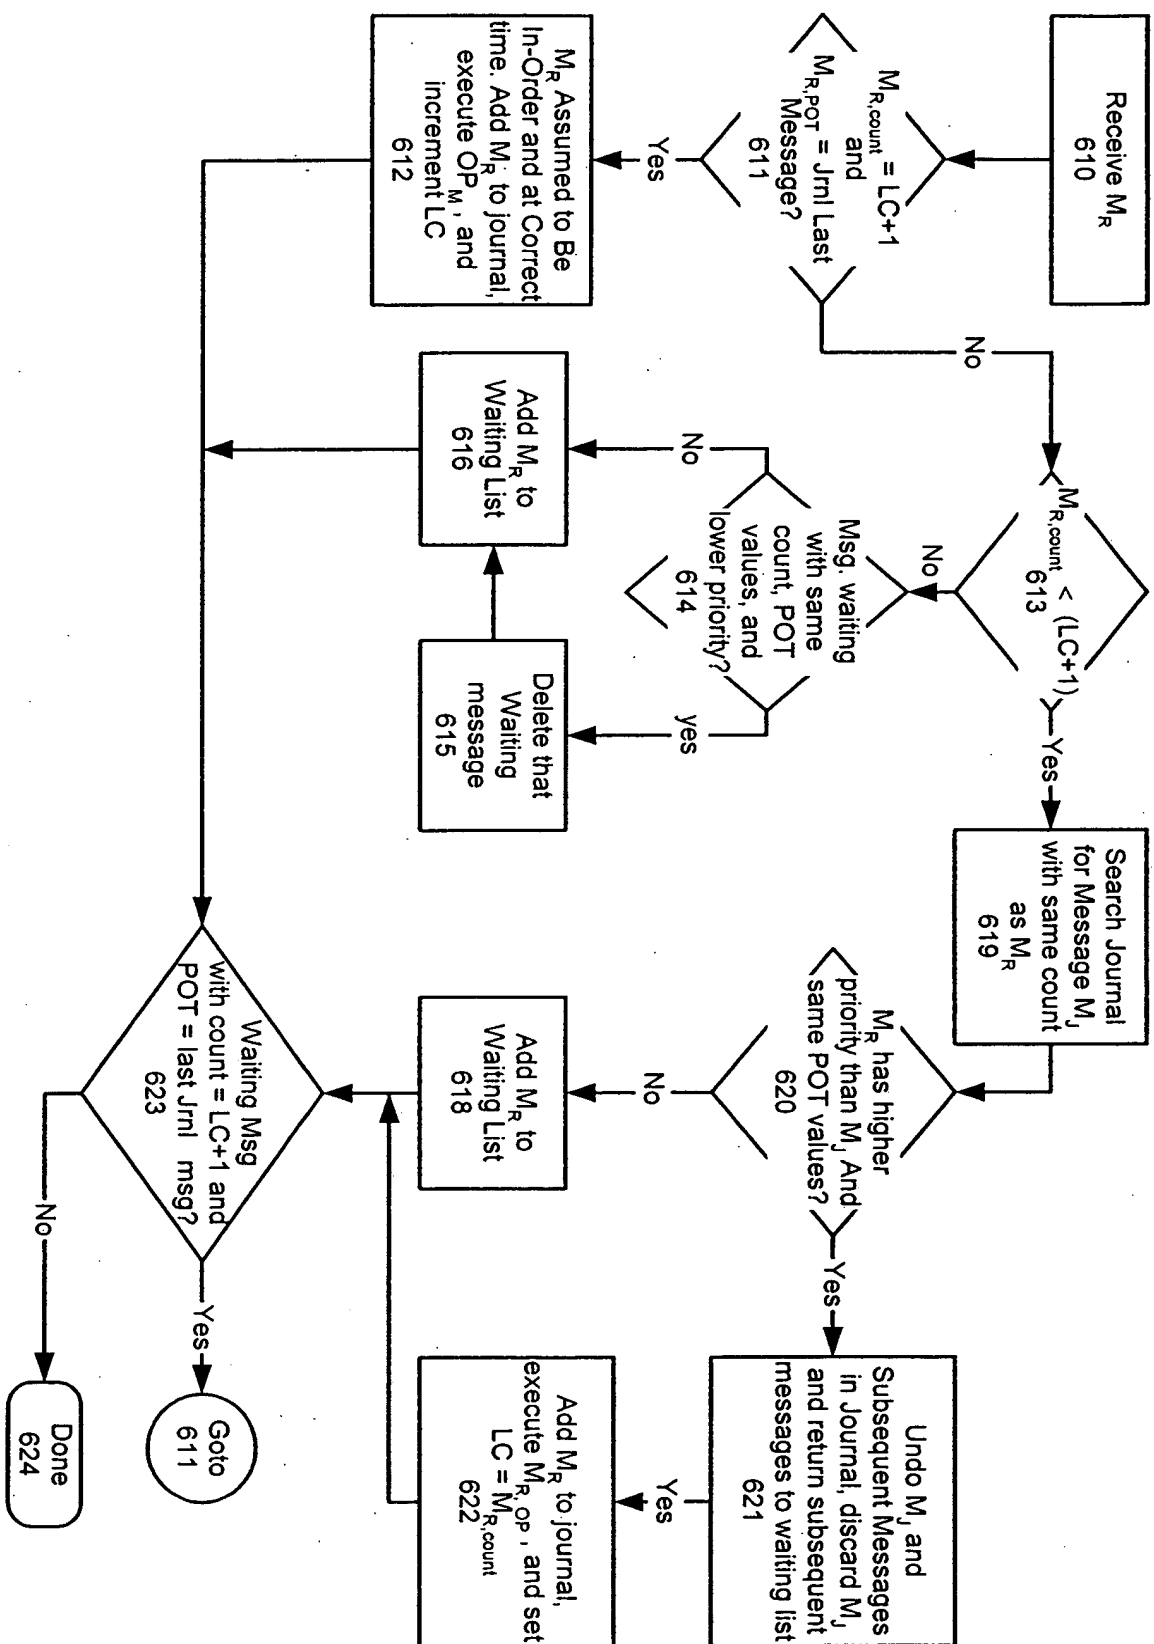 Receive M_R
610
M_R,count = LC+1
and
M_R,POT = Jrnl Last
Message?
611
Yes
No
M_R Assumed to Be
In-Order and at Correct
time. Add M_R to journal,
execute OP_M, and
increment LC
612
M_R,count < (LC+1)
613
No
Yes
Msg. waiting
with same
count, POT
values, and
lower priority?
614
No
yes
Add M_R to
Waiting List
616
Delete that
Waiting
message
615
Search Journal
for Message M_J
with same count
as M_R
619
M_R has higher
priority than M_J And
same POT values?
620
No
Yes
Add M_R to
Waiting List
618
Undo M_J and
Subsequent Messages
in Journal, discard M_J,
and return subsequent
messages to waiting list
621
Yes
Add M_R to journal,
execute M_R,OP, and set
LC = M_R,count
622
Waiting Msg
with count = LC+1 and
POT = last Jrnl msg?
623
Yes
No
Goto
611
Done
624